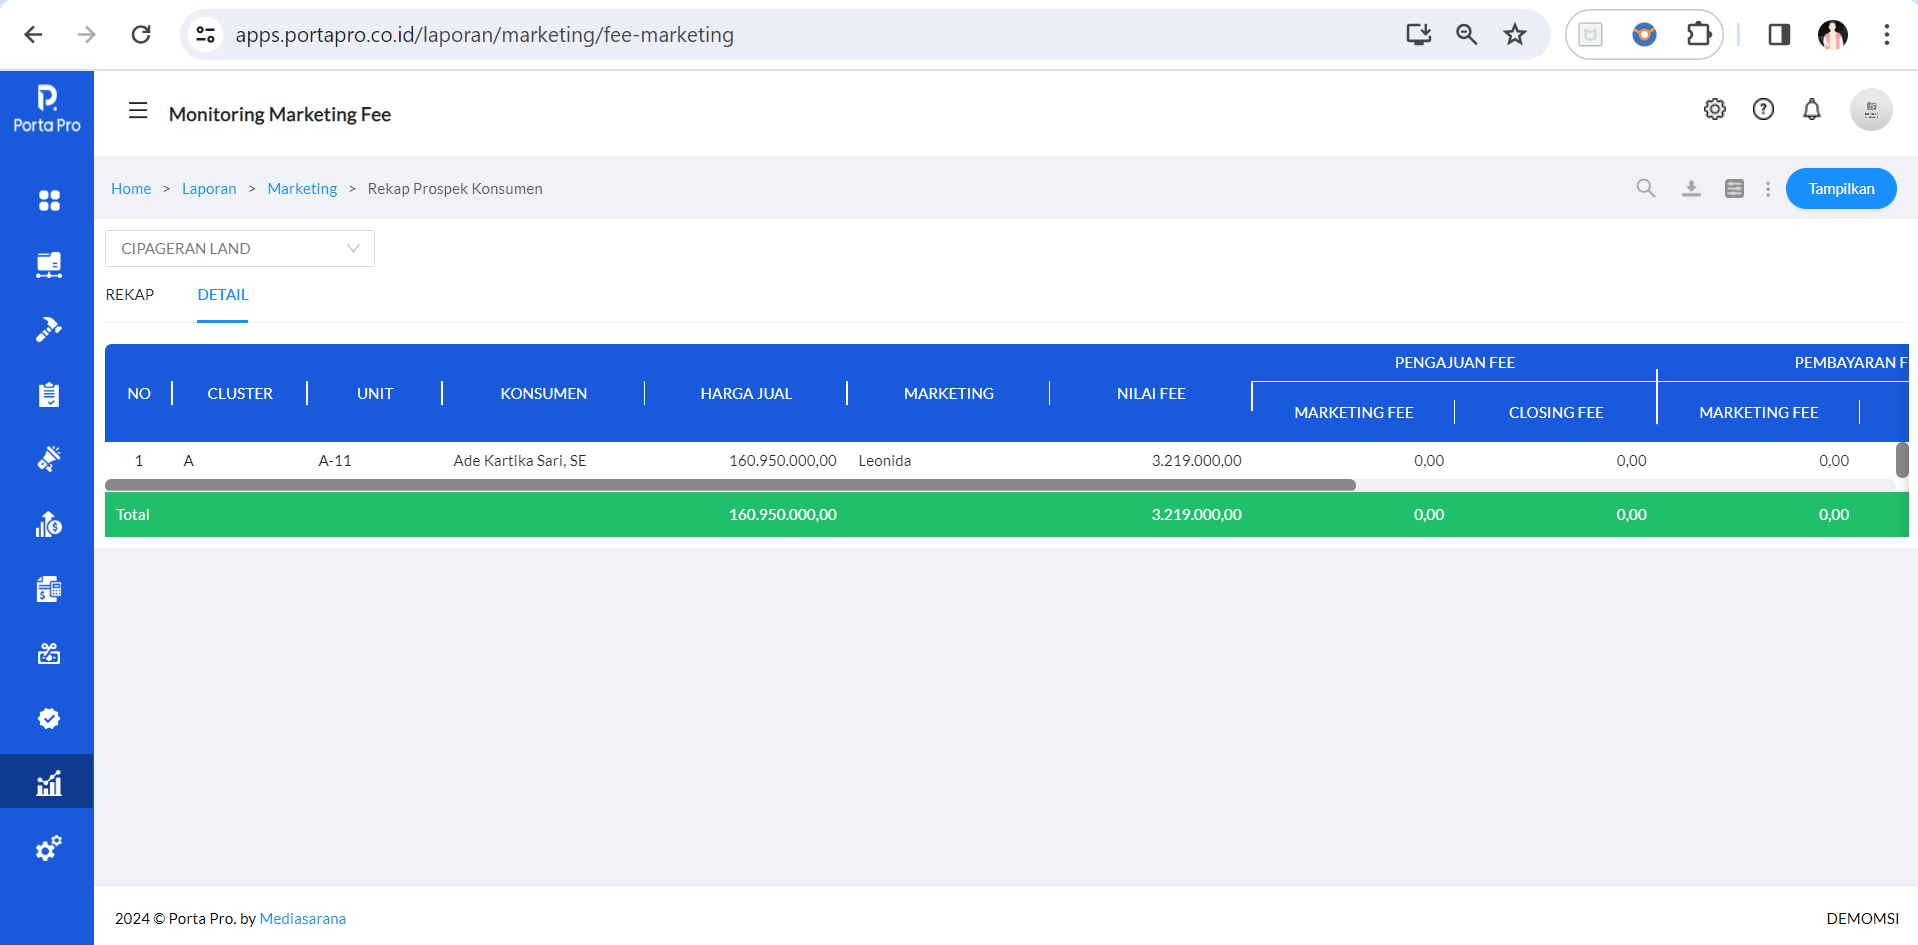 apps.portapro.co.id/laporan/marketing/fee-marketing
Porta Pro
Monitoring Marketing Fee
Home > Laporan > Marketing > Rekap Prospek Konsumen
Tampilkan
CIPAGERAN LAND
REKAP DETAIL
PENGAJUAN FEE PEMBAYARAN F
NO CLUSTER UNIT KONSUMEN HARGA JUAL MARKETING NILAI FEE
MARKETING FEE CLOSING FEE MARKETING FEE
1 A A-11 Ade Kartika Sari, SE 160.950.000,00 Leonida 3.219.000,00 0,00 0,00 0,00
Total 160.950.000,00 3.219.000,00 0,00 0,00 0,00
2024 © Porta Pro. by Mediasarana
DEMOMSI